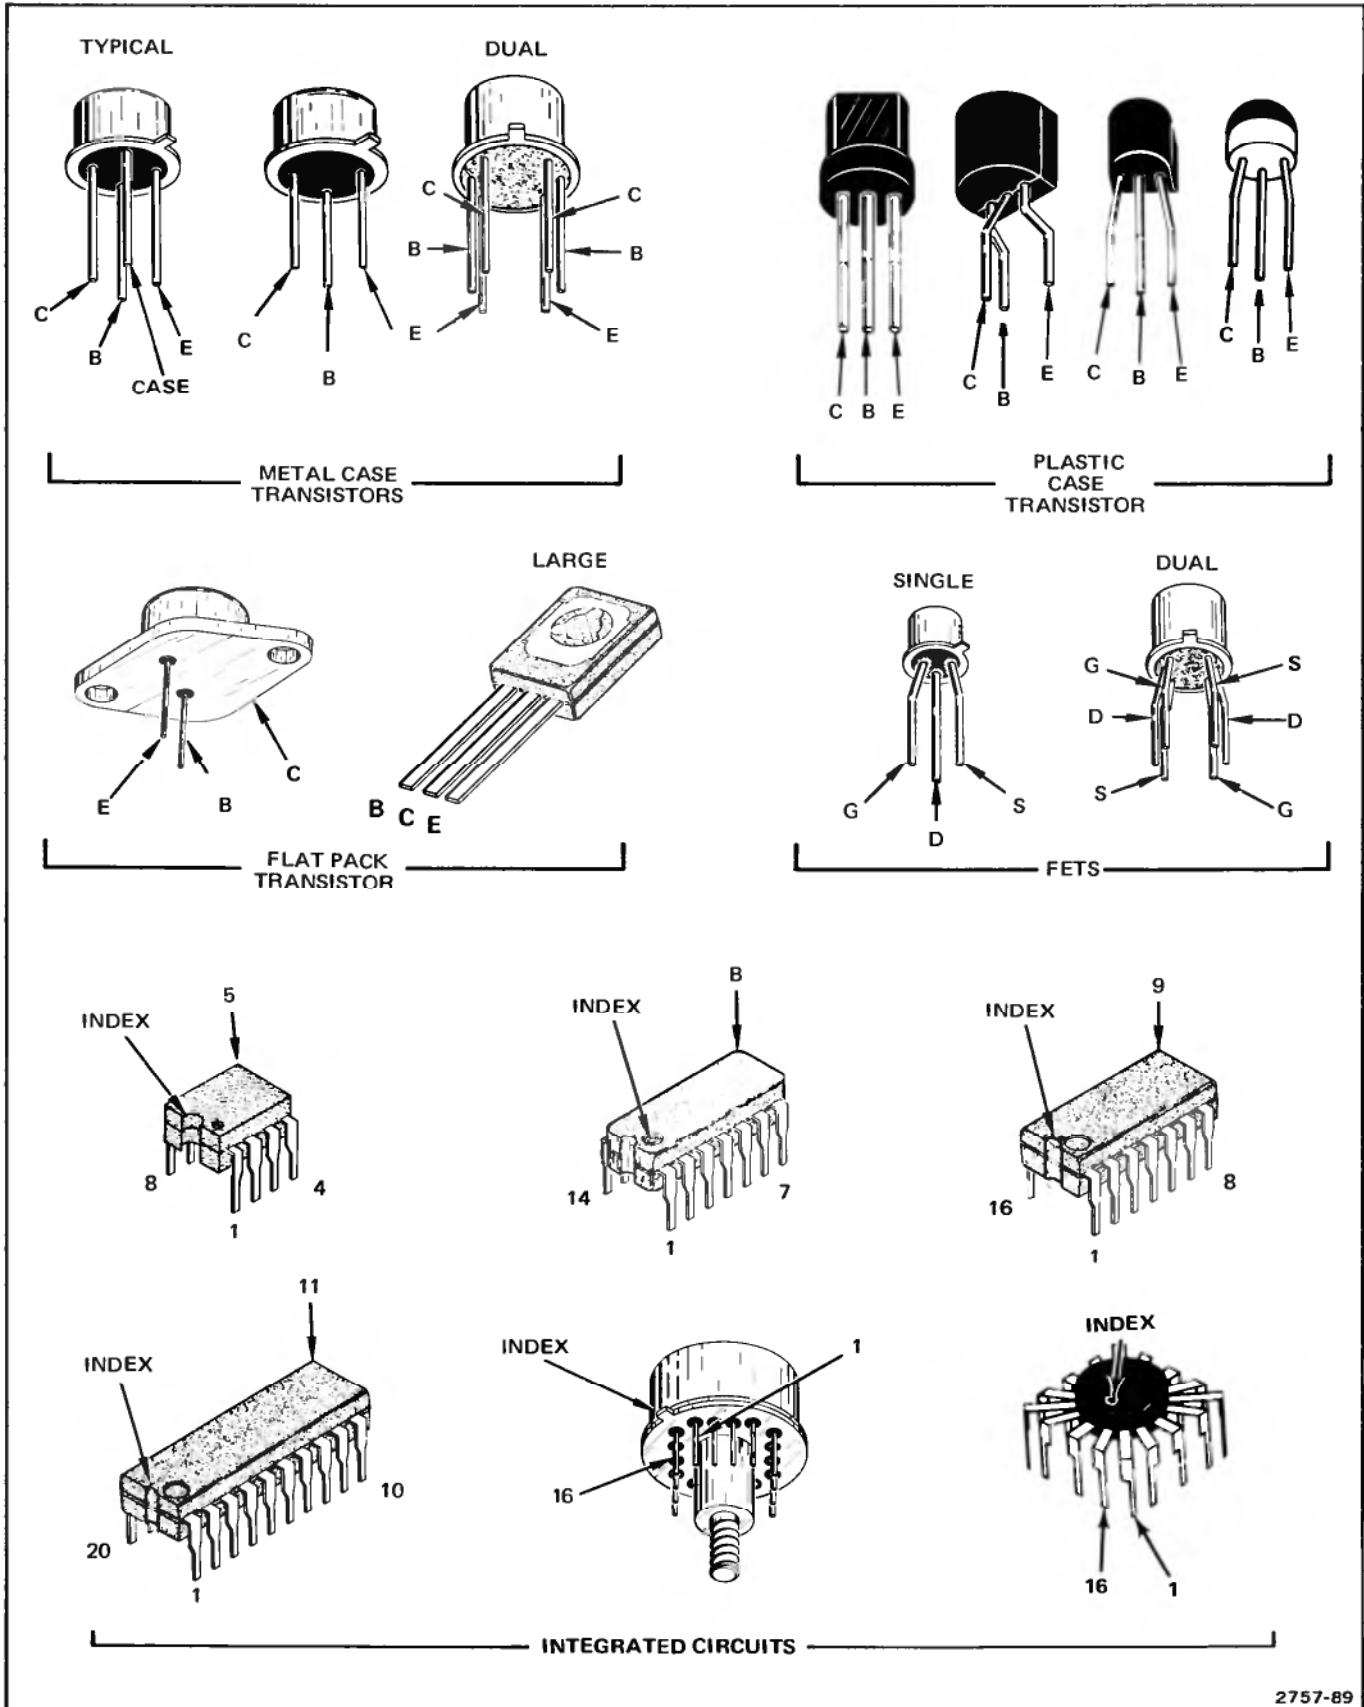 TYPICAL
DUAL
C
B
CASE
E
C
B
E
C
C
B
B
E
E
C
B
E
C
B
E
C
B
E
C
B
E
METAL CASE
TRANSISTORS
PLASTIC
CASE
TRANSISTOR
LARGE
SINGLE
DUAL
E
B
C
B
C
E
G
D
S
G
S
D
D
S
G
FLAT PACK
TRANSISTOR
FETS
INDEX
5
8
4
1
INDEX
B
14
7
1
INDEX
9
16
8
1
INDEX
11
20
10
1
INDEX
1
16
INDEX
16
1
INTEGRATED CIRCUITS
2757-89